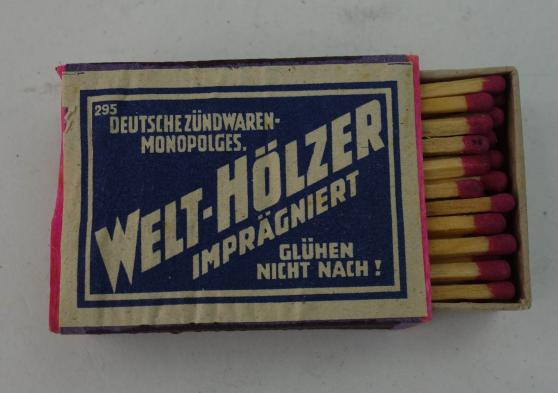 295
DEUTSCHE ZÜNDWAREN-
MONOPOLGES.
WELT-HÖLZER
IMPRÄGNIERT
GLÜHEN
NICHT NACH!